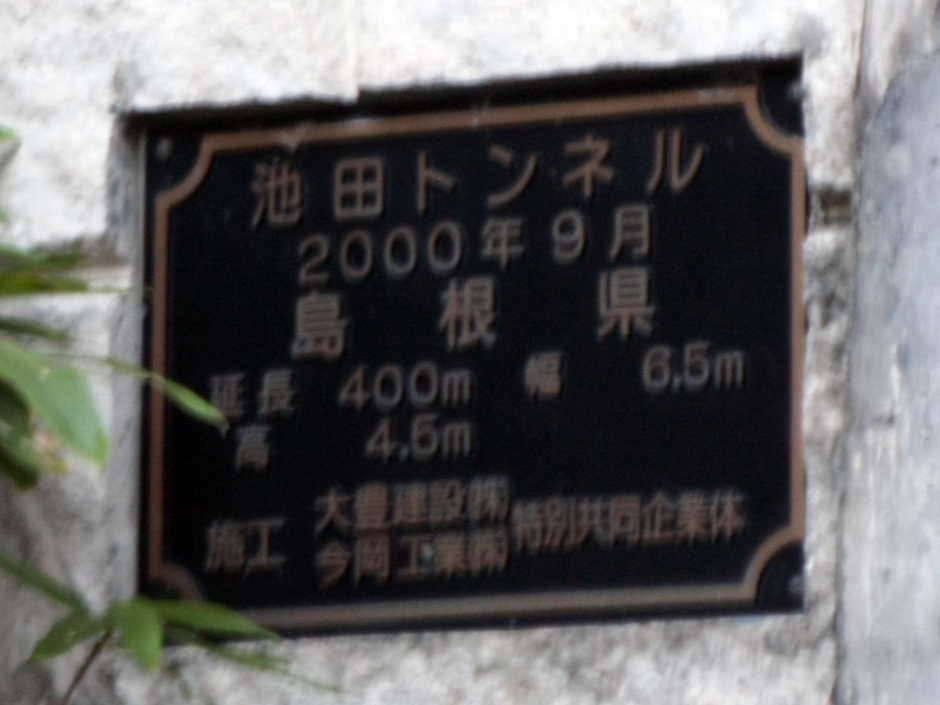 池田トンネル
2000年9月
島根県
延長 400m 幅 6.5m
高 4.5m
施工 大豊建設㈱ 特別共同企業体
今岡工業㈱